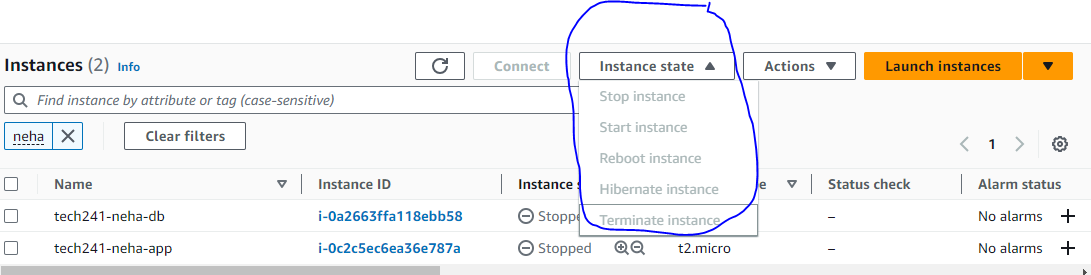 Instances (2) Info Connect Instance state Actions Launch instances
Find instance by attribute or tag (case-sensitive)
Stop instance
Start instance
neha Clear filters 1
Reboot instance
Hibernate instance
Name Instance ID Instance s e Status check Alarm status
Terminate instance
tech241-neha-db i-0a2663ffa118ebb58 Stopped – No alarms
tech241-neha-app i-0c2c5ec6ea36e787a Stopped t2.micro – No alarms